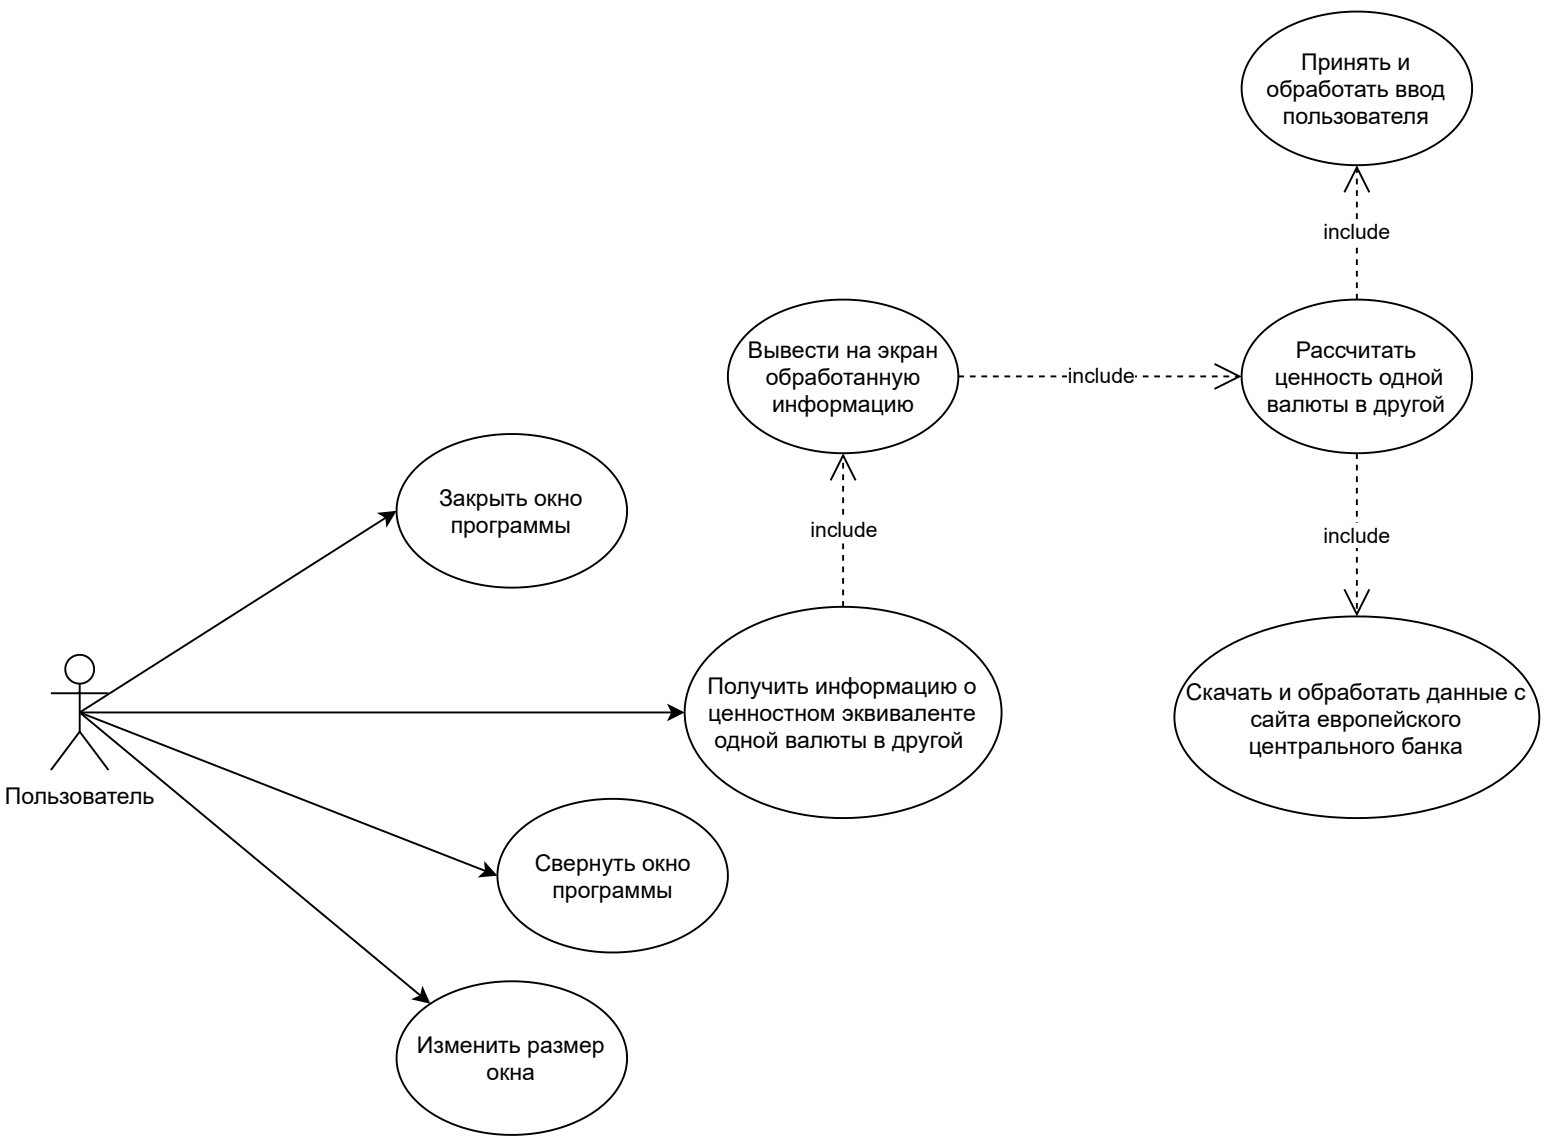 Принять и
обработать ввод
пользователя
include
Вывести на экран
обработанную
информацию
include
Рассчитать
ценность одной
валюты в другой
include
include
Закрыть окно
программы
Получить информацию о
ценностном эквиваленте
одной валюты в другой
Скачать и обработать данные с
сайта европейского
центрального банка
Пользователь
Свернуть окно
программы
Изменить размер
окна